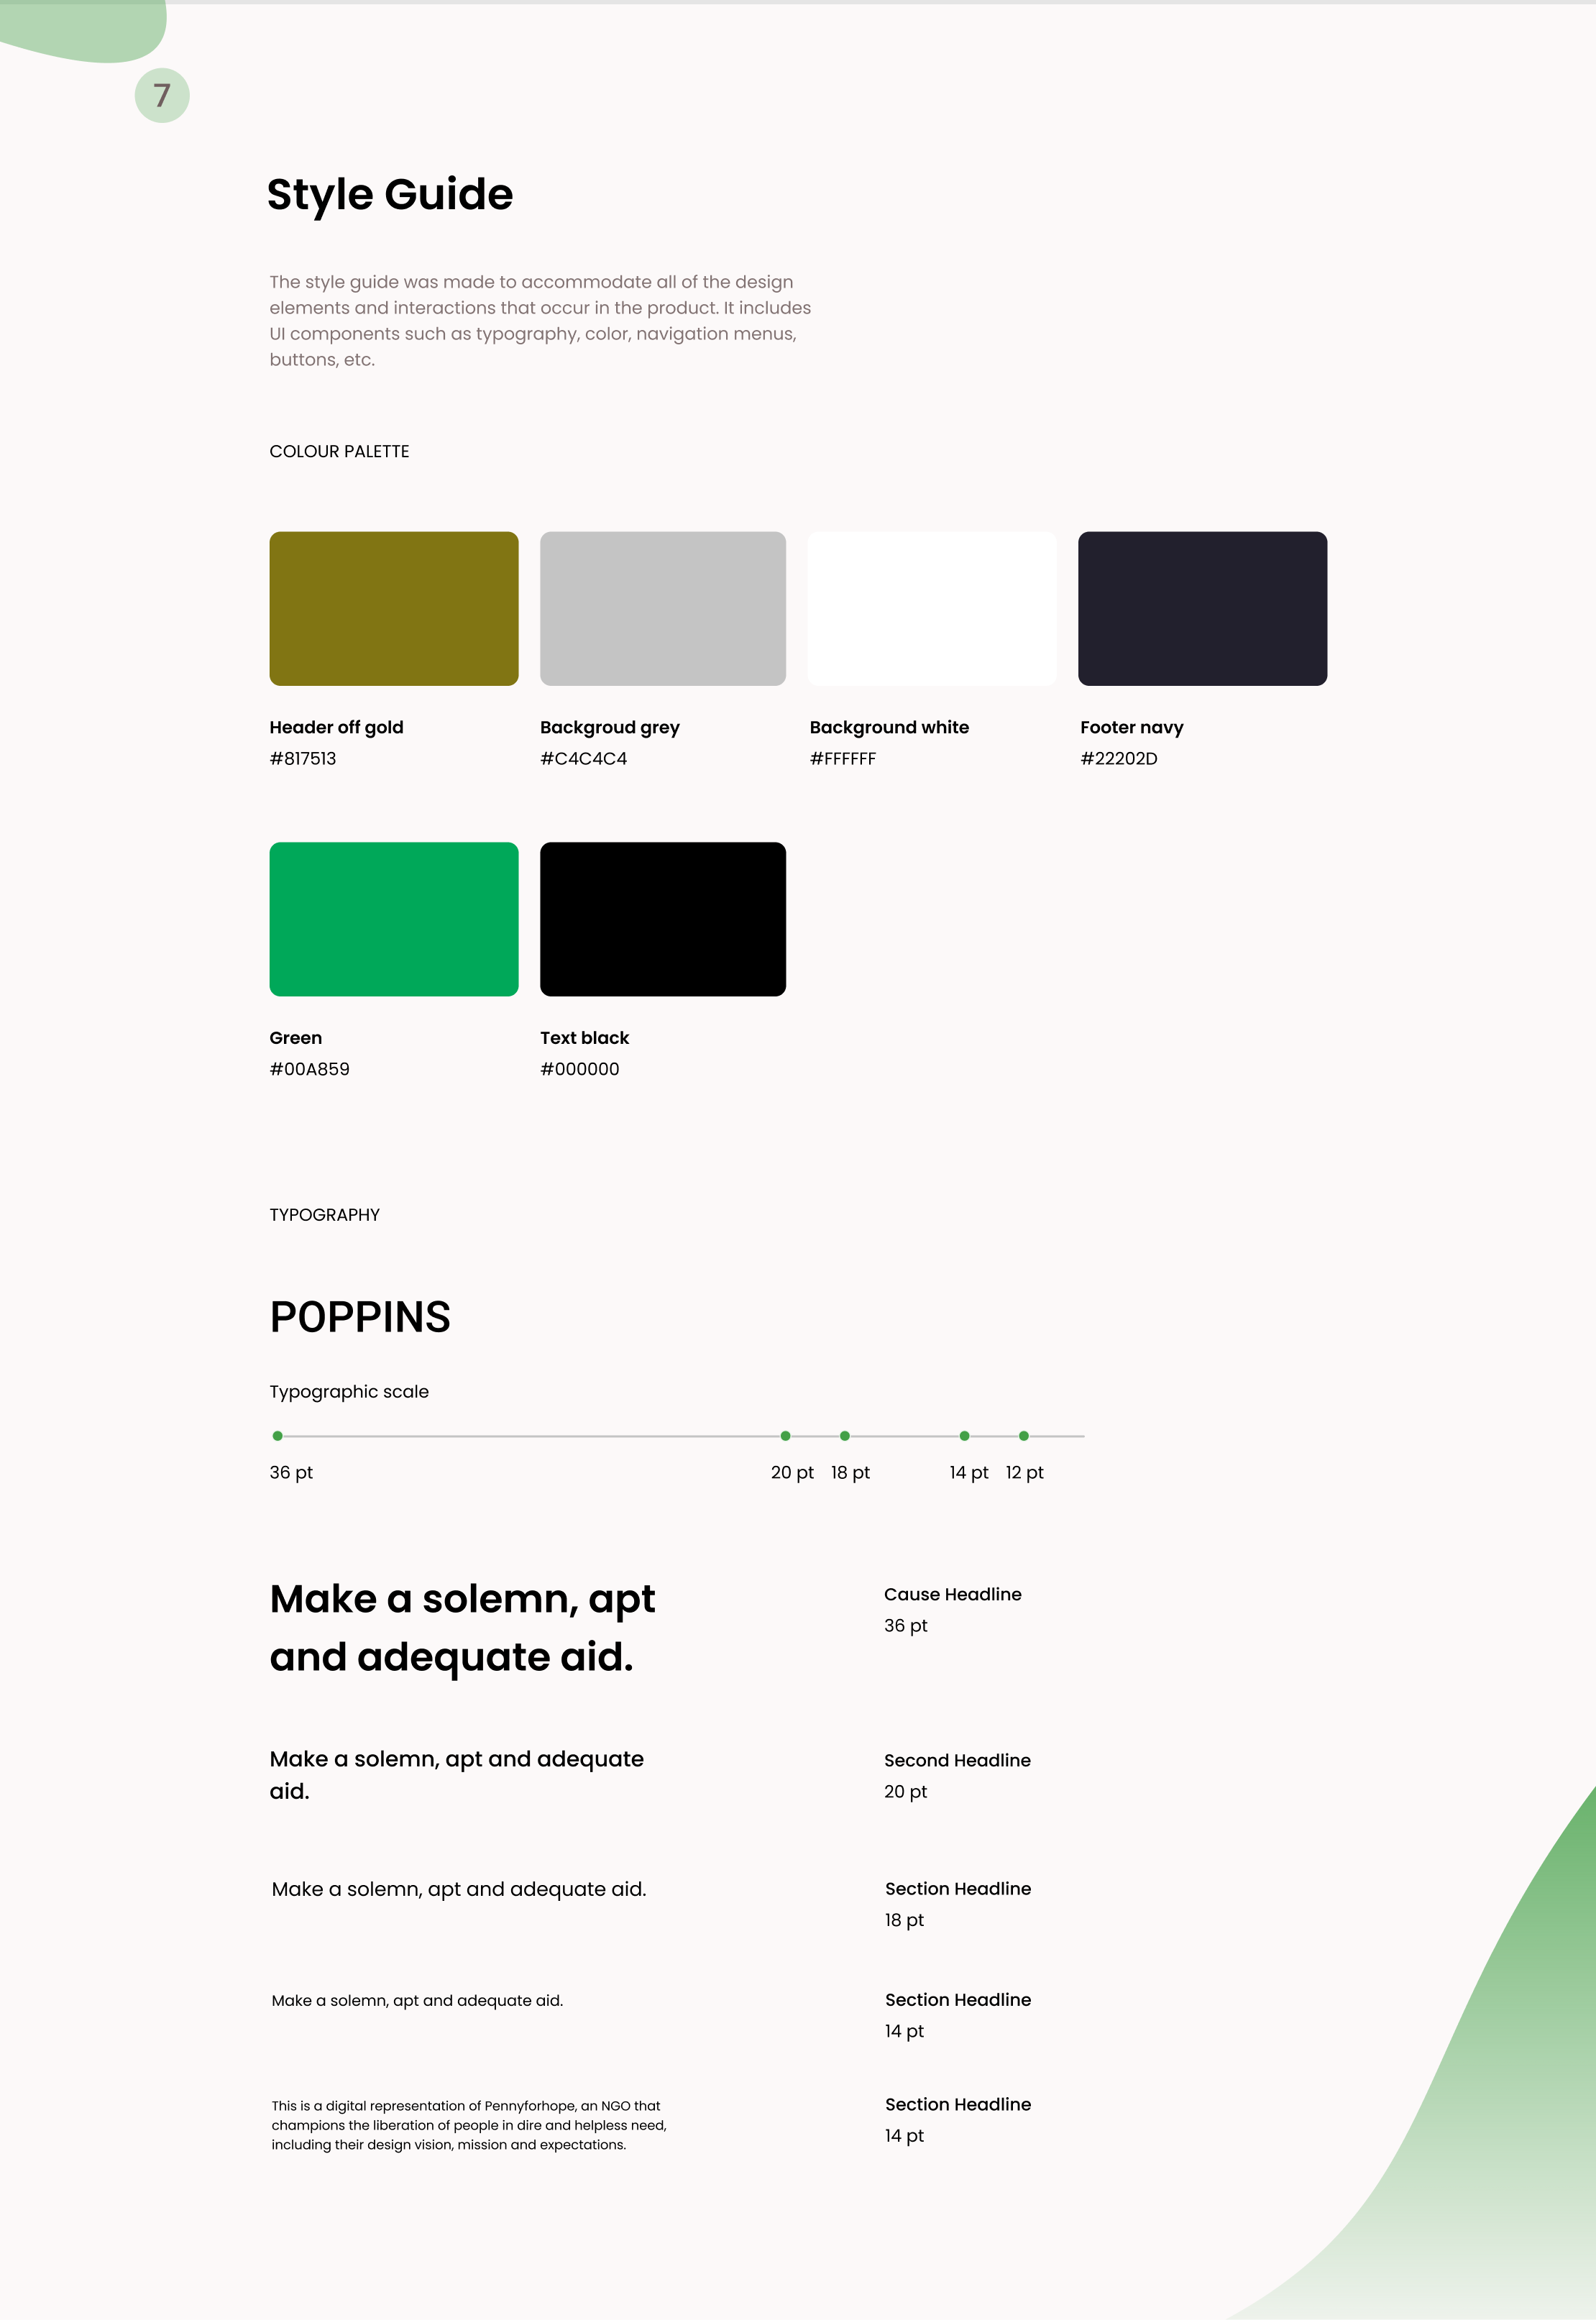 7
Style Guide
The style guide was made to accommodate all of the design
elements and interactions that occur in the product. It includes
UI components such as typography, color, navigation menus,
buttons, etc.
COLOUR PALETTE
Header off gold
#817513
Backgroud grey
#C4C4C4
Background white
#FFFFFF
Footer navy
#22202D
Green
#00A859
Text black
#000000
TYPOGRAPHY
P0PPINS
Typographic scale
36 pt 20 pt 18 pt 14 pt 12 pt
Make a solemn, apt
and adequate aid.
Cause Headline
36 pt
Make a solemn, apt and adequate
aid.
Second Headline
20 pt
Make a solemn, apt and adequate aid.
Section Headline
18 pt
Make a solemn, apt and adequate aid.
Section Headline
14 pt
This is a digital representation of Pennyforhope, an NGO that
champions the liberation of people in dire and helpless need,
including their design vision, mission and expectations.
Section Headline
14 pt